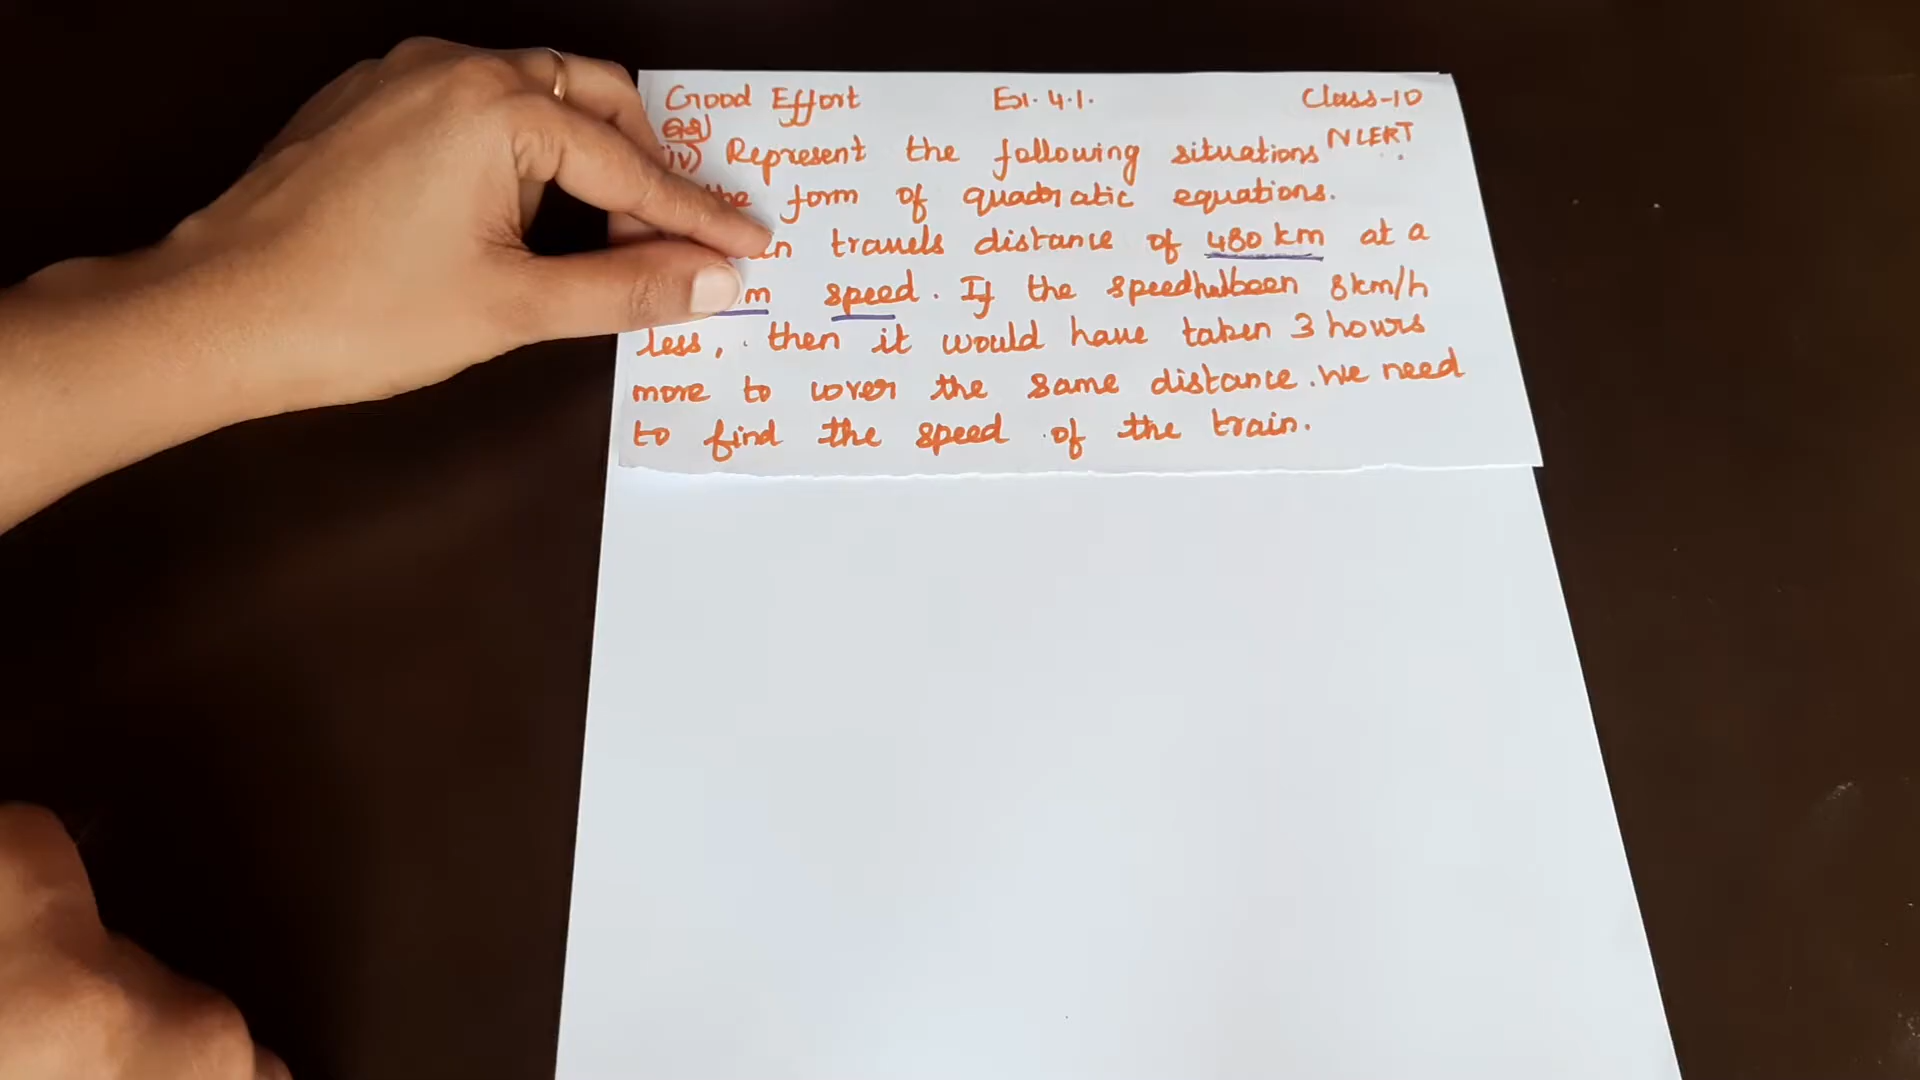 Good Effort Ex. 4.1. Class-10
Q2) NCERT
(iv) Represent the following situations
the form of quadratic equations.
in travels distance of 480 km at a
m speed. If the speed had been 8km/h
less, then it would have taken 3 hours
more to cover the same distance. We need
to find the speed of the train.